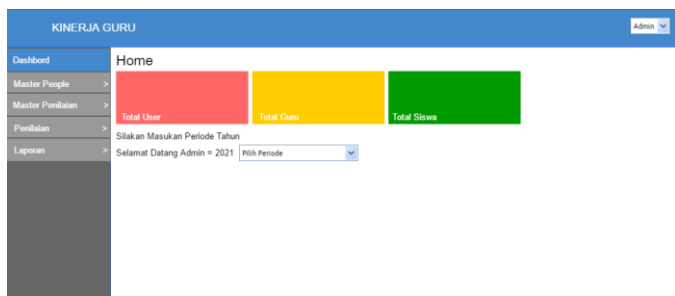 KINERJA GURU
Admin
Dashbord
Master People >
Master Penilaian >
Penilaian >
Laporan >
Home
Total User
Total Guru
Total Siswa
Silakan Masukan Periode Tahun
Selamat Datang Admin = 2021 Pilih Periode